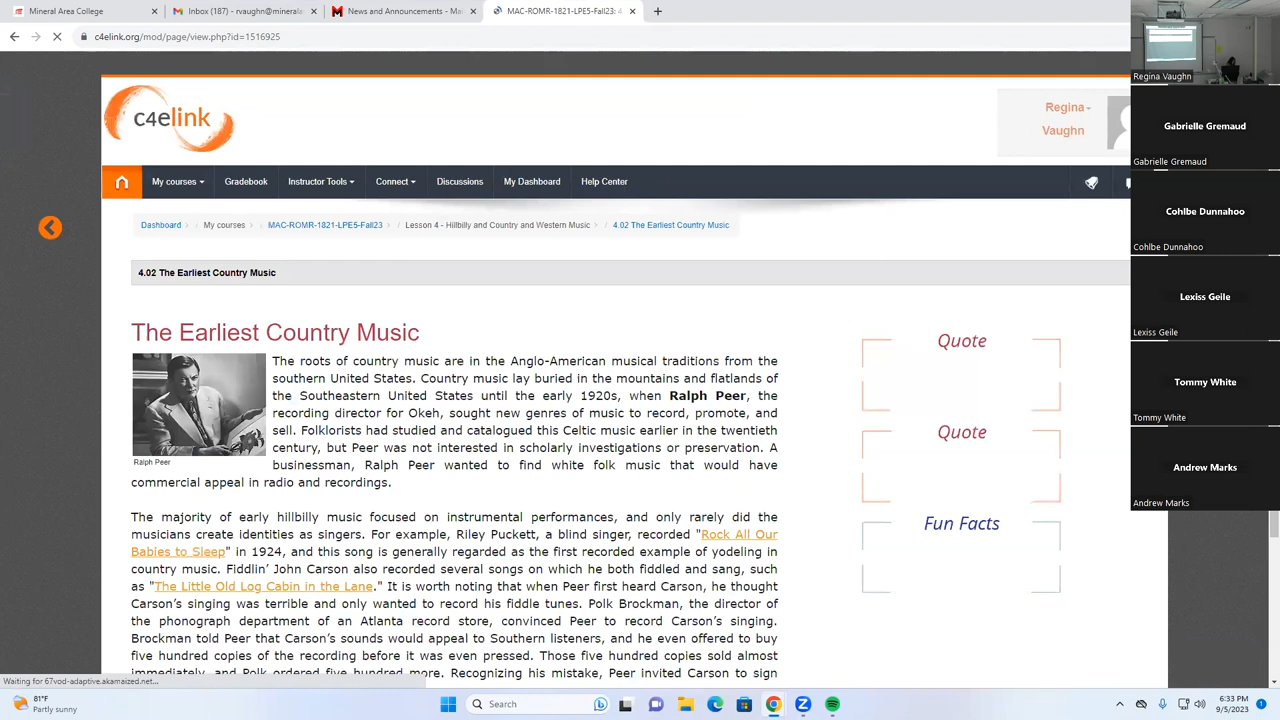 Mineral Area College
Inbox (187) - rvaughn@mineral
News and Announcements - MAC-
MAC-ROMR-1821-LPE5-Fall23: 4.
c4elink.org/mod/page/view.php?id=1516925
c4elink
Regina
Vaughn
My courses
Gradebook
Instructor Tools
Connect
Discussions
My Dashboard
Help Center
Dashboard
My courses
MAC-ROMR-1821-LPE5-Fall23
Lesson 4 - Hillbilly and Country and Western Music
4.02 The Earliest Country Music
4.02 The Earliest Country Music
The Earliest Country Music
The roots of country music are in the Anglo-American musical traditions from the
southern United States. Country music lay buried in the mountains and flatlands of
the Southeastern United States until the early 1920s, when Ralph Peer, the
recording director for Okeh, sought new genres of music to record, promote, and
sell. Folklorists had studied and catalogued this Celtic music earlier in the twentieth
century, but Peer was not interested in scholarly investigations or preservation. A
businessman, Ralph Peer wanted to find white folk music that would have
commercial appeal in radio and recordings.
Ralph Peer
The majority of early hillbilly music focused on instrumental performances, and only rarely did the
musicians create identities as singers. For example, Riley Puckett, a blind singer, recorded "Rock All Our
Babies to Sleep" in 1924, and this song is generally regarded as the first recorded example of yodeling in
country music. Fiddlin’ John Carson also recorded several songs on which he both fiddled and sang, such
as "The Little Old Log Cabin in the Lane." It is worth noting that when Peer first heard Carson, he thought
Carson’s singing was terrible and only wanted to record his fiddle tunes. Polk Brockman, the director of
the phonograph department of an Atlanta record store, convinced Peer to record Carson’s singing.
Brockman told Peer that Carson’s sounds would appeal to Southern listeners, and he even offered to buy
five hundred copies of the recording before it was even pressed. Those five hundred copies sold almost
immediately, and Polk ordered five hundred more. Recognizing his mistake, Peer invited Carson to sign
Quote
Quote
Fun Facts
Regina Vaughn
Gabrielle Gremaud
Gabrielle Gremaud
Cohlbe Dunnahoo
Cohlbe Dunnahoo
Lexiss Geile
Lexiss Geile
Tommy White
Tommy White
Andrew Marks
Andrew Marks
Waiting for 67vod-adaptive.akamaized.net...
81°F
Partly sunny
Search
6:33 PM
9/5/2023